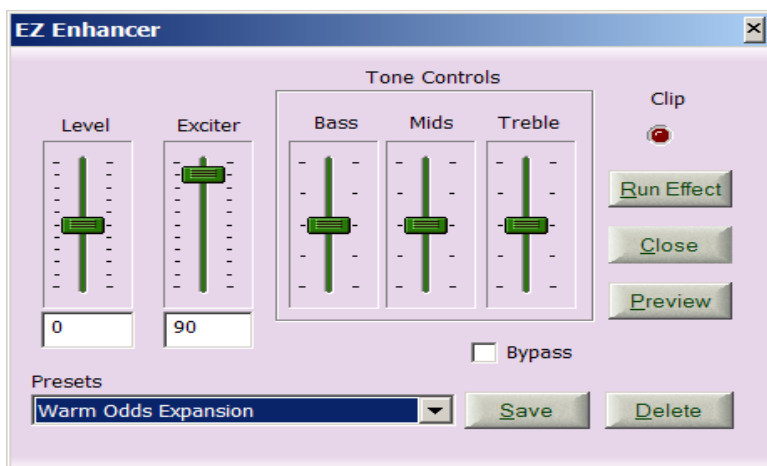 EZ Enhancer
Tone Controls
Clip
Level
Exciter
Bass
Mids
Treble
Run Effect
Close
Preview
0
90
Bypass
Presets
Warm Odds Expansion
Save
Delete